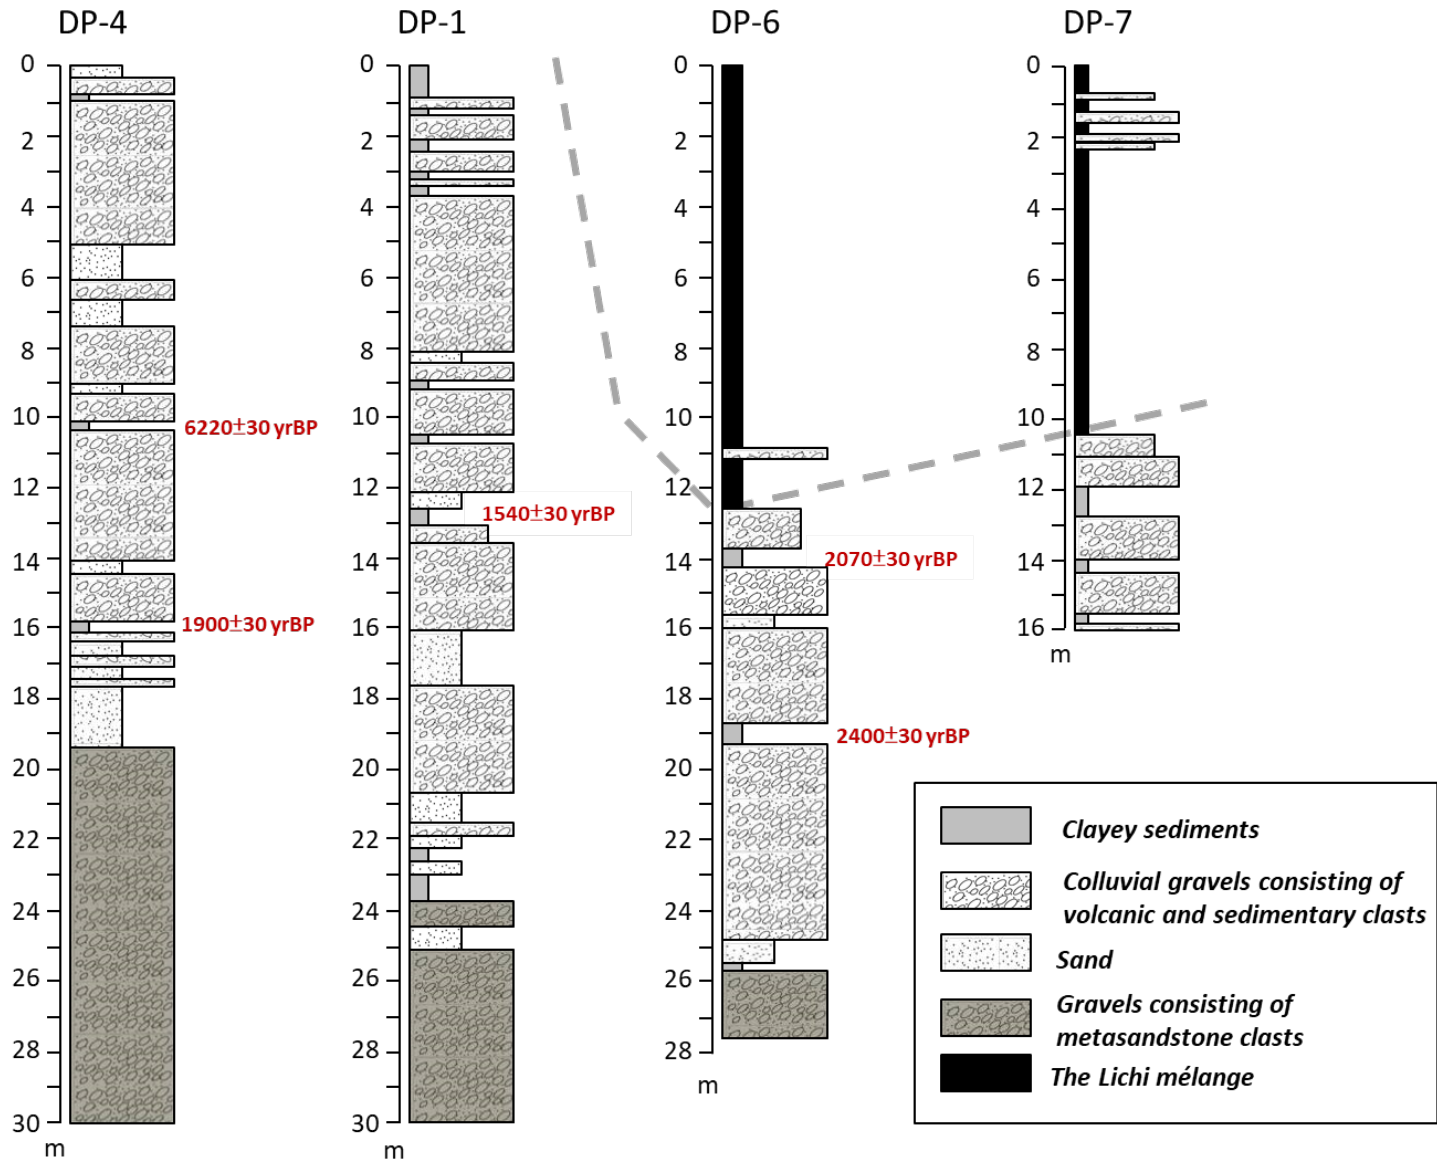 DP-4
DP-1
DP-6
DP-7
0
2
4
6
8
10
12
14
16
18
20
22
24
26
28
30
m
6220±30 yrBP
1900±30 yrBP
0
2
4
6
8
10
12
14
16
18
20
22
24
26
28
30
m
1540±30 yrBP
0
2
4
6
8
10
12
14
16
18
20
22
24
26
28
m
2070±30 yrBP
2400±30 yrBP
0
2
4
6
8
10
12
14
16
m
Clayey sediments
Colluvial gravels consisting of
volcanic and sedimentary clasts
Sand
Gravels consisting of
metasandstone clasts
The Lichi mélange